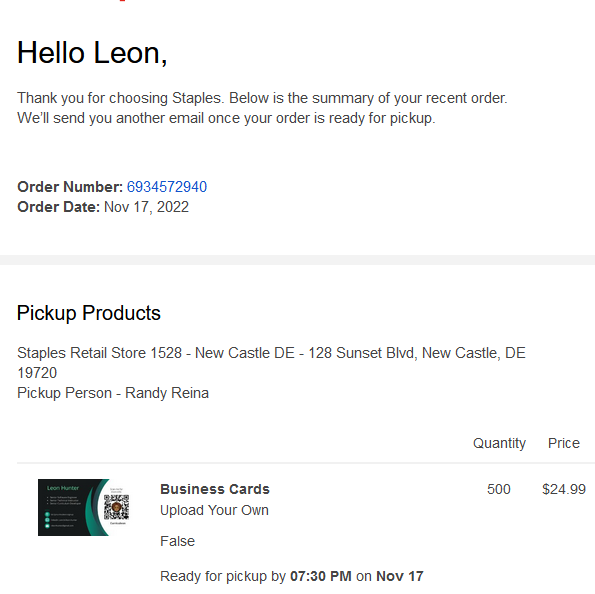 Hello Leon,
Thank you for choosing Staples. Below is the summary of your recent order.
We'll send you another email once your order is ready for pickup.
Order Number: 6934572940
Order Date: Nov 17, 2022
Pickup Products
Staples Retail Store 1528 - New Castle DE - 128 Sunset Blvd, New Castle, DE
19720
Pickup Person - Randy Reina
Quantity Price
Leon Hunter
Business Cards 500 $24.99
Upload Your Own
False
Ready for pickup by 07:30 PM on Nov 17